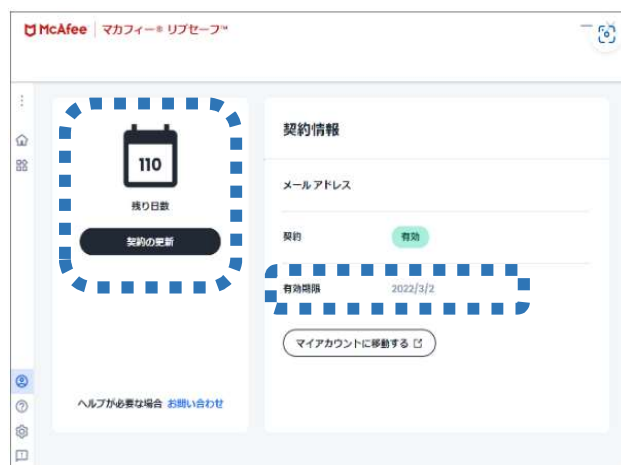 McAfee | マカフィー® リブセーフ™
110
残り日数
契約の更新
ヘルプが必要な場合 お問い合わせ
契約情報
メール アドレス
契約 有効
有効期限 2022/3/2
マイアカウントに移動する